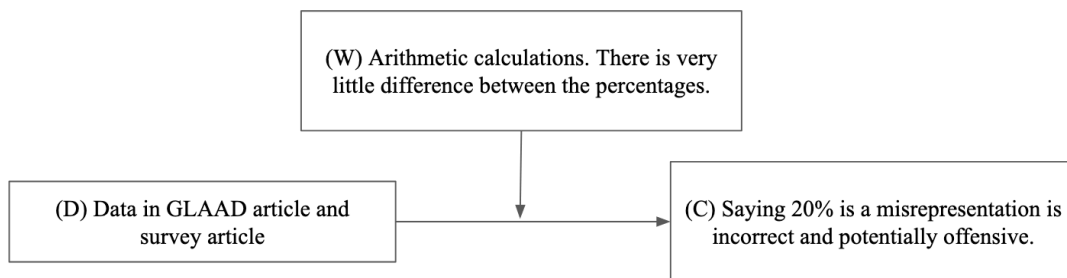 (W) Arithmetic calculations. There is very
little difference between the percentages.
(D) Data in GLAAD article and
survey article
(C) Saying 20% is a misrepresentation is
incorrect and potentially offensive.